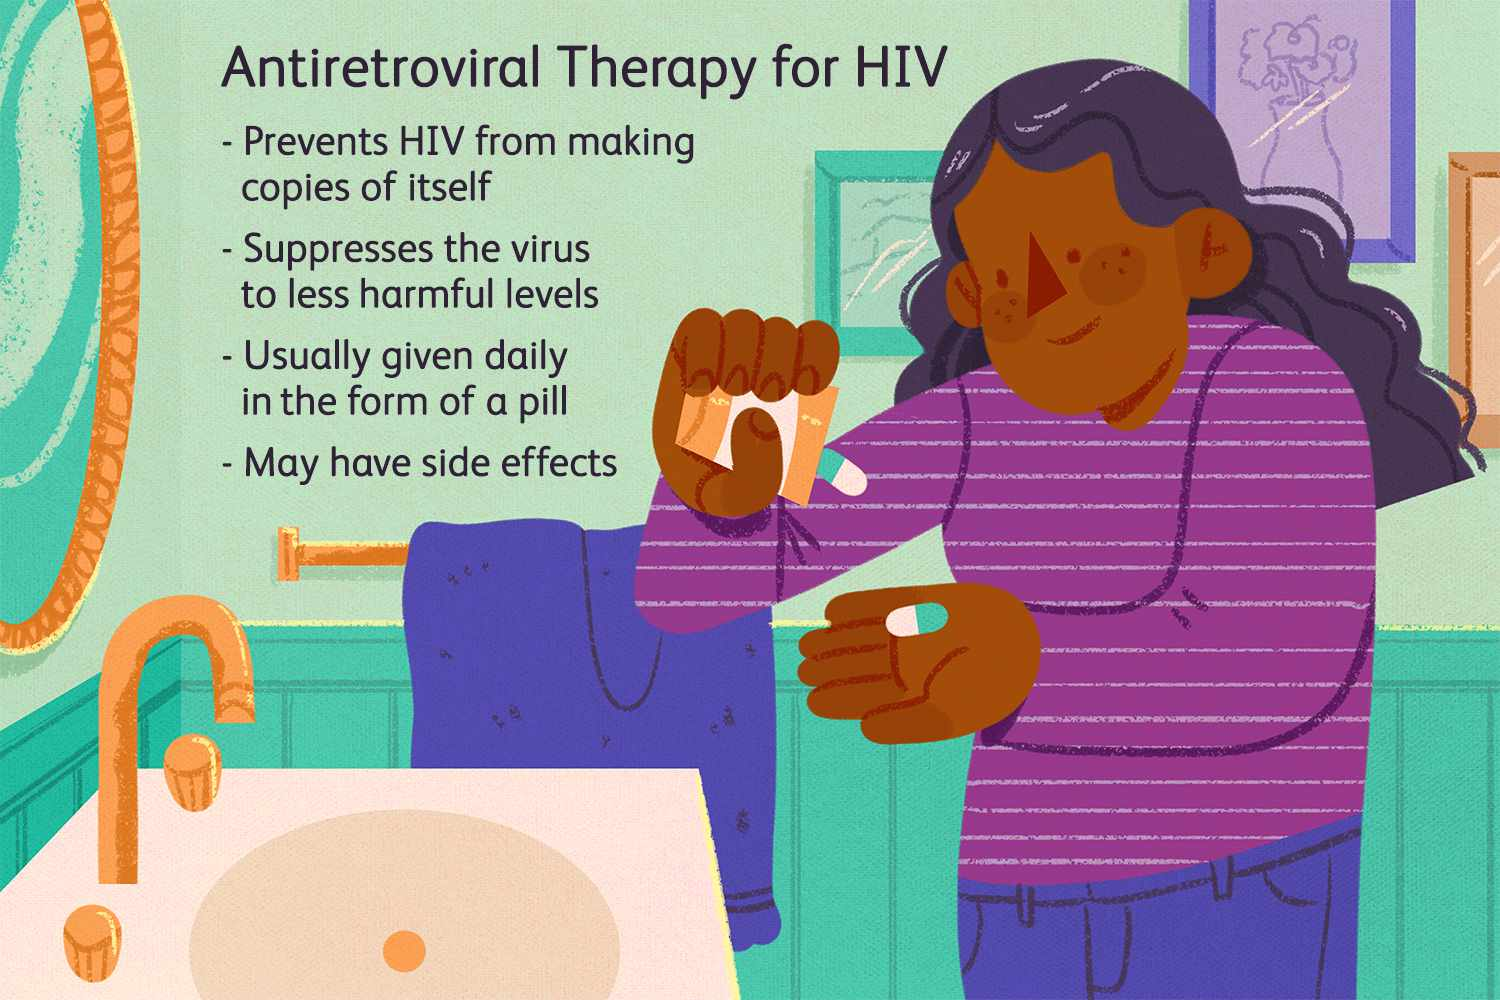 Antiretroviral Therapy for HIV
- Prevents HIV from making
copies of itself
- Suppresses the virus
to less harmful levels
- Usually given daily
in the form of a pill
- May have side effects